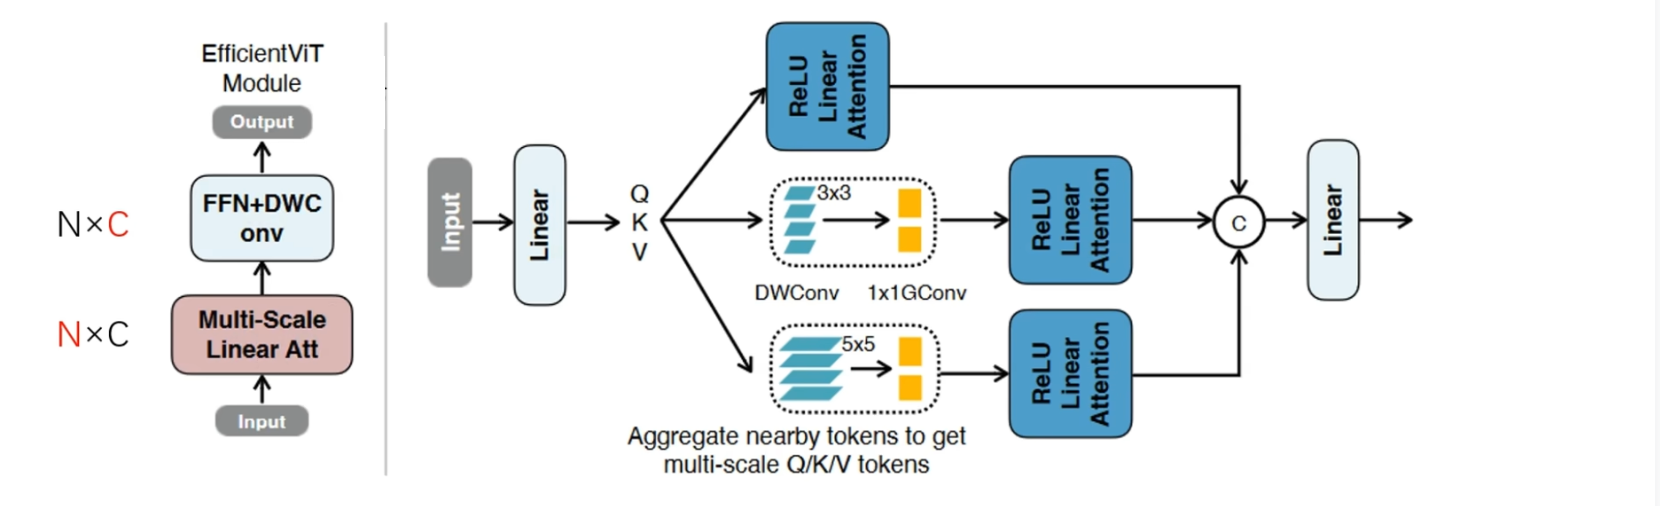 EfficientViT
Module
Output
FFN+DWC
onv
N×C
Multi-Scale
Linear Att
N×C
Input
Input
Linear
Q
K
V
ReLU
Linear
Attention
3x3
DWConv
1x1GConv
ReLU
Linear
Attention
5x5
ReLU
Linear
Attention
Aggregate nearby tokens to get
multi-scale Q/K/V tokens
C
Linear